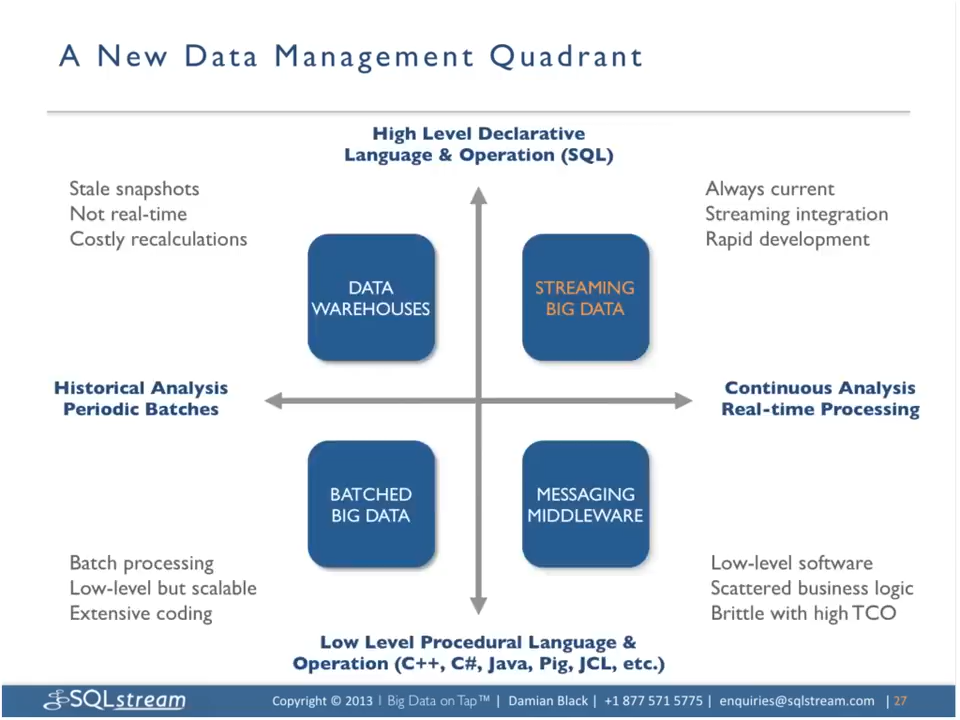 A New Data Management Quadrant
High Level Declarative
Language & Operation (SQL)
Stale snapshots
Not real-time
Costly recalculations
Always current
Streaming integration
Rapid development
DATA
WAREHOUSES
STREAMING
BIG DATA
Historical Analysis
Periodic Batches
Continuous Analysis
Real-time Processing
BATCHED
BIG DATA
MESSAGING
MIDDLEWARE
Batch processing
Low-level but scalable
Extensive coding
Low-level software
Scattered business logic
Brittle with high TCO
Low Level Procedural Language &
Operation (C++, C#, Java, Pig, JCL, etc.)
SQLstream
Copyright © 2013 | Big Data on Tap™ | Damian Black | +1 877 571 5775 | enquiries@sqlstream.com | 27